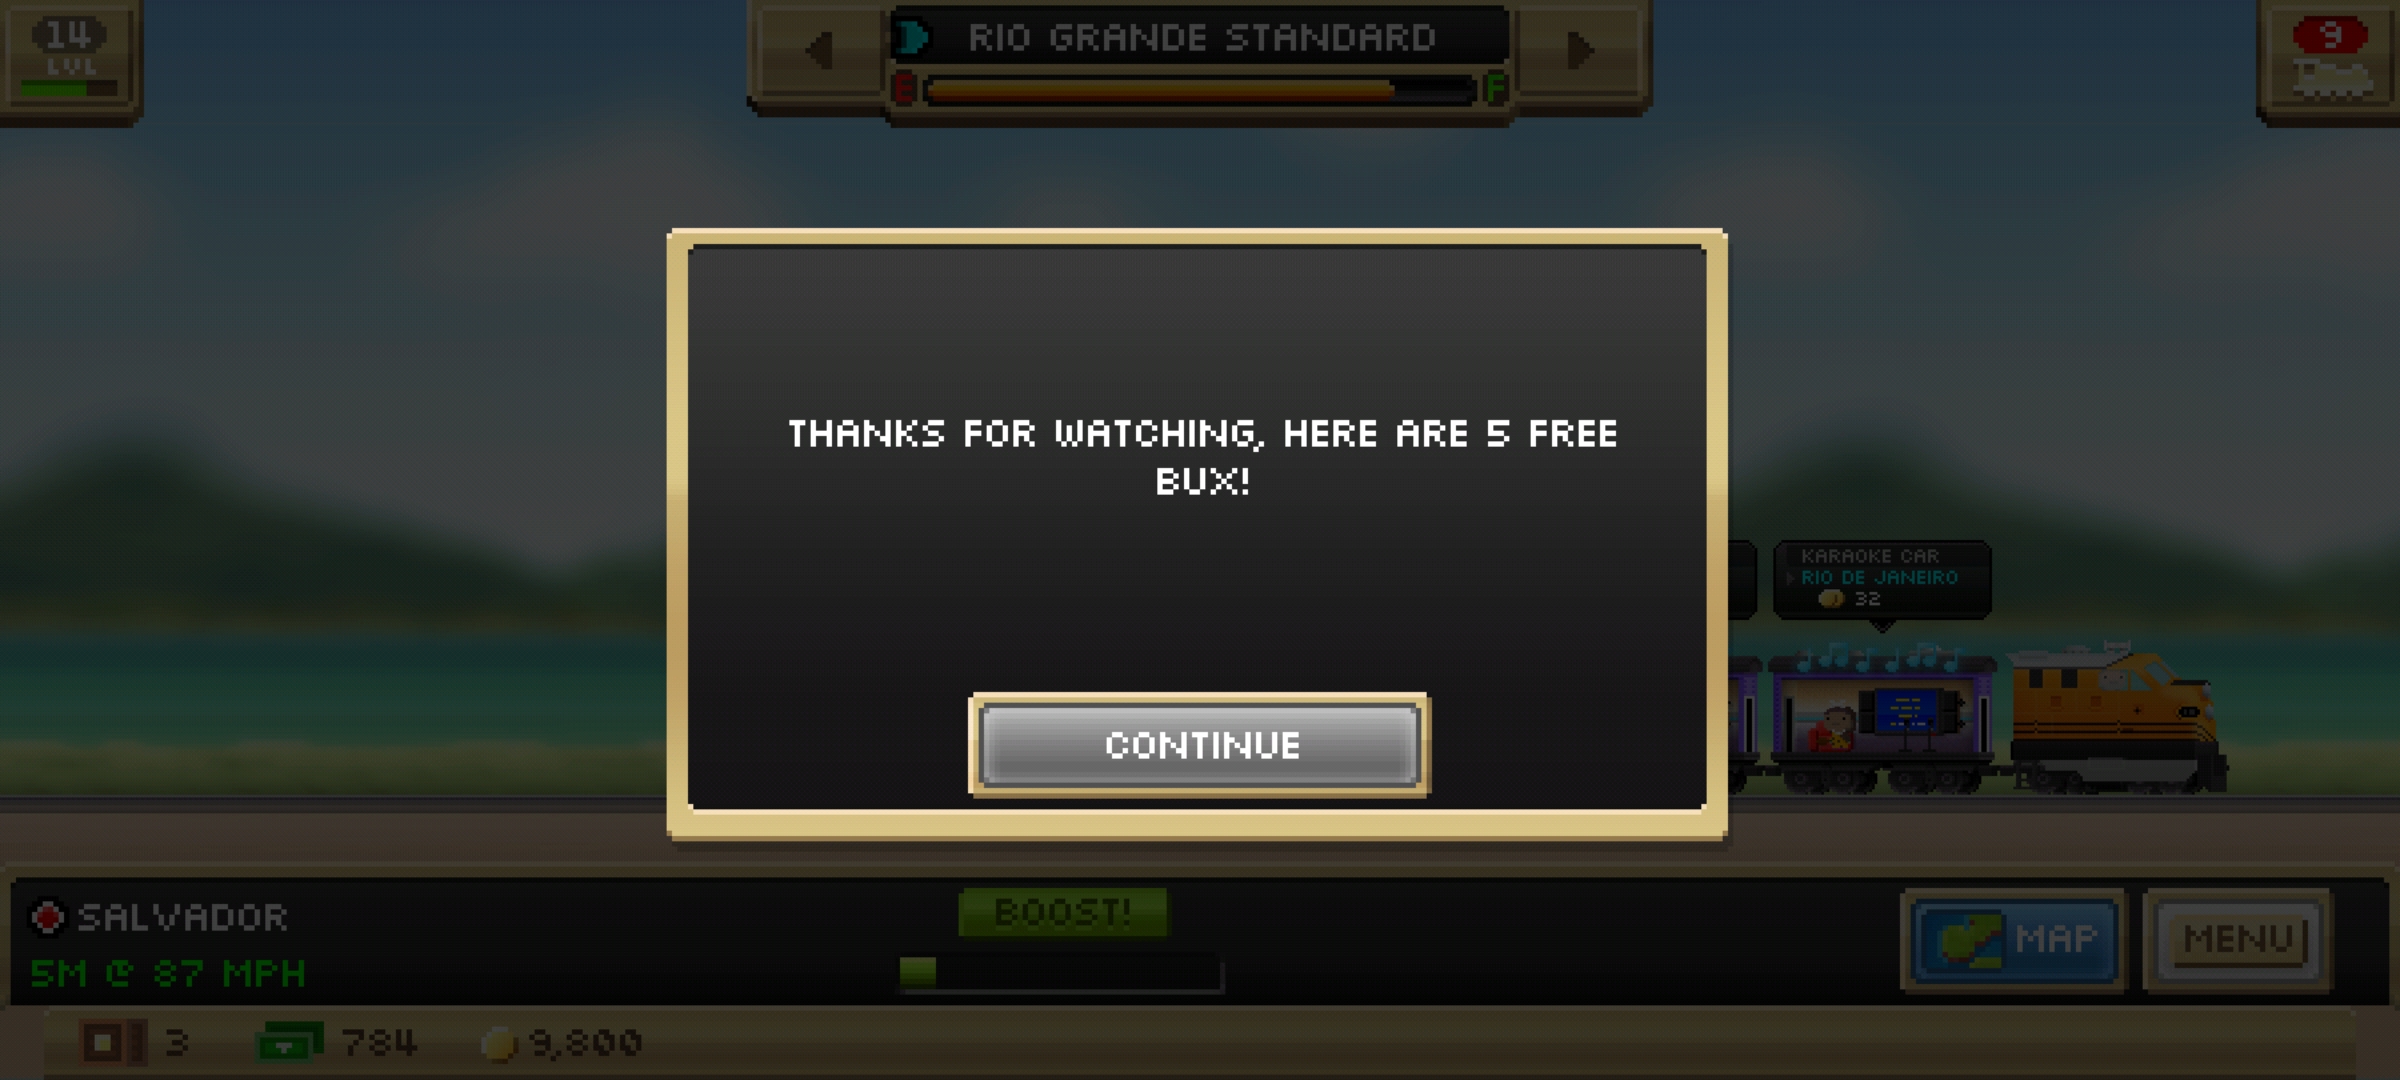 14
LVL
RIO GRANDE STANDARD
E F
9
THANKS FOR WATCHING, HERE ARE 5 FREE
BUX!
CONTINUE
KARAOKE CAR
RIO DE JANEIRO
32
SALVADOR
5M @ 87 MPH
BOOST!
MAP
MENU
3
784
9,800